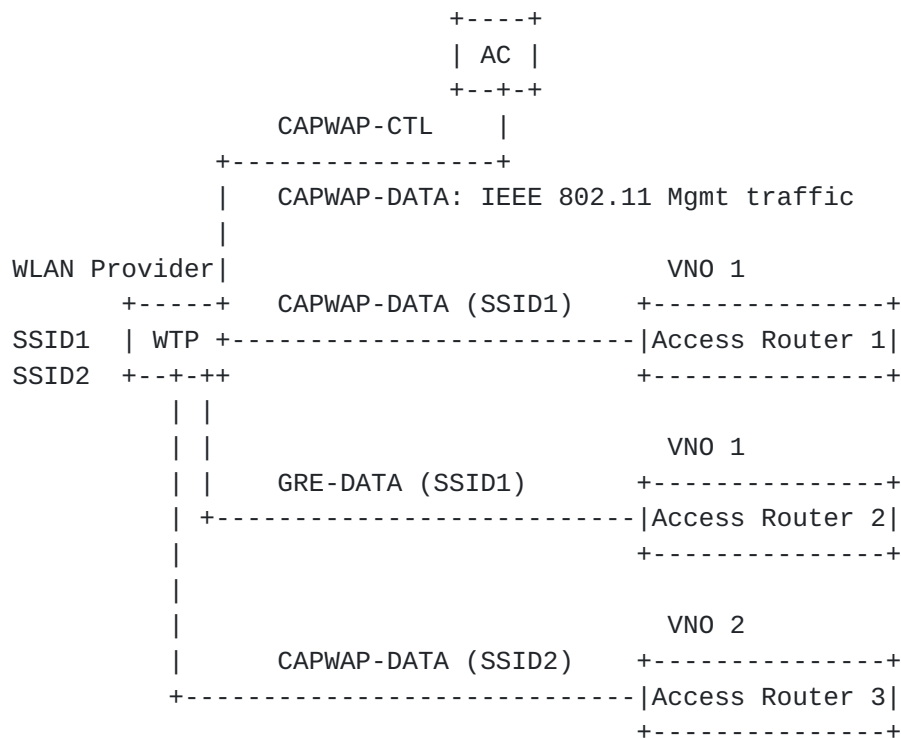 +----+
| AC |
+--+-+
CAPWAP-CTL |
+-----------------+
| CAPWAP-DATA: IEEE 802.11 Mgmt traffic
|
WLAN Provider| VNO 1
+-----+ CAPWAP-DATA (SSID1) +---------------+
SSID1 | WTP +---------------------------|Access Router 1|
SSID2 +--+-++ +---------------+
| |
| | VNO 1
| | GRE-DATA (SSID1) +---------------+
| +----------------------------|Access Router 2|
| +---------------+
|
| VNO 2
| CAPWAP-DATA (SSID2) +---------------+
+------------------------------|Access Router 3|
+---------------+